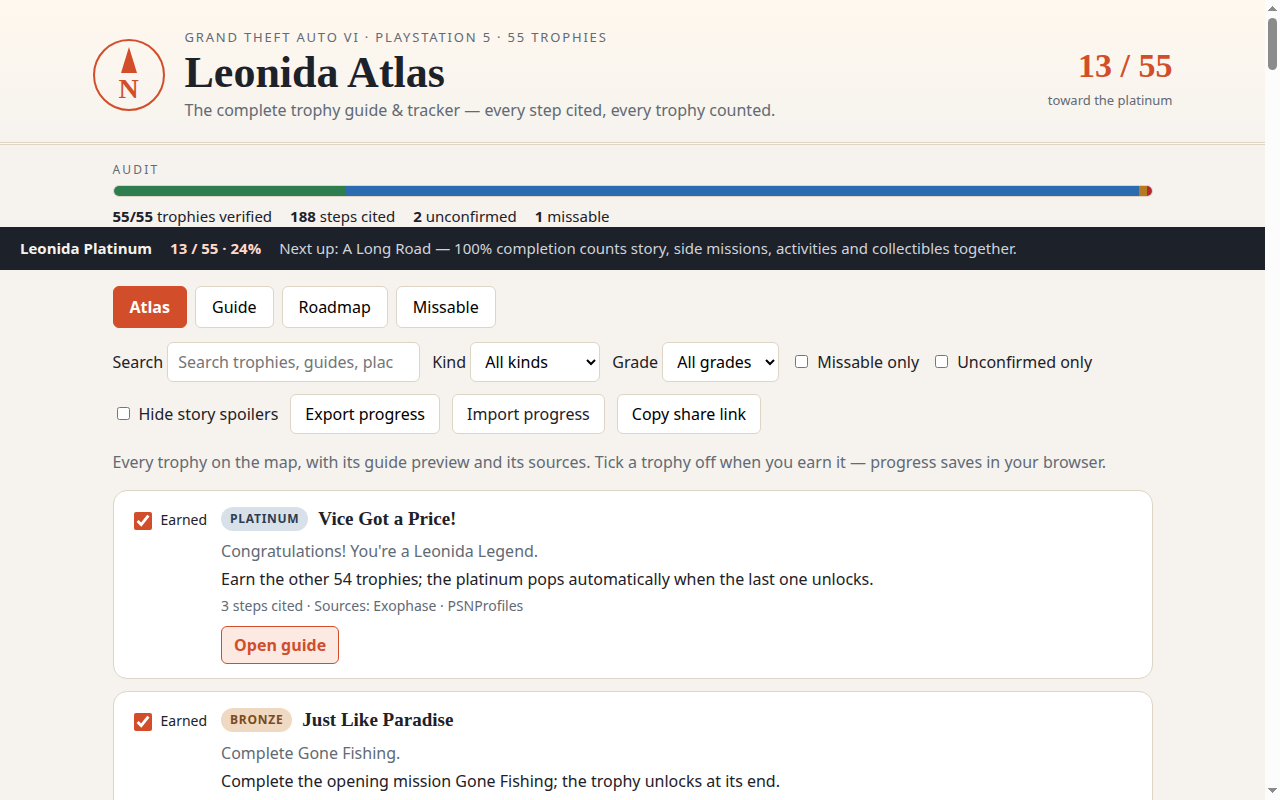 GRAND THEFT AUTO VI · PLAYSTATION 5 · 55 TROPHIES
N
Leonida Atlas
The complete trophy guide & tracker — every step cited, every trophy counted.
13 / 55
toward the platinum
AUDIT
55/55 trophies verified 188 steps cited 2 unconfirmed 1 missable
Leonida Platinum 13 / 55 · 24% Next up: A Long Road — 100% completion counts story, side missions, activities and collectibles together.
Atlas Guide Roadmap Missable
Search Search trophies, guides, plac Kind All kinds Grade All grades Missable only Unconfirmed only
Hide story spoilers Export progress Import progress Copy share link
Every trophy on the map, with its guide preview and its sources. Tick a trophy off when you earn it — progress saves in your browser.
Earned PLATINUM Vice Got a Price!
Congratulations! You're a Leonida Legend.
Earn the other 54 trophies; the platinum pops automatically when the last one unlocks.
3 steps cited · Sources: Exophase · PSNProfiles
Open guide
Earned BRONZE Just Like Paradise
Complete Gone Fishing.
Complete the opening mission Gone Fishing; the trophy unlocks at its end.